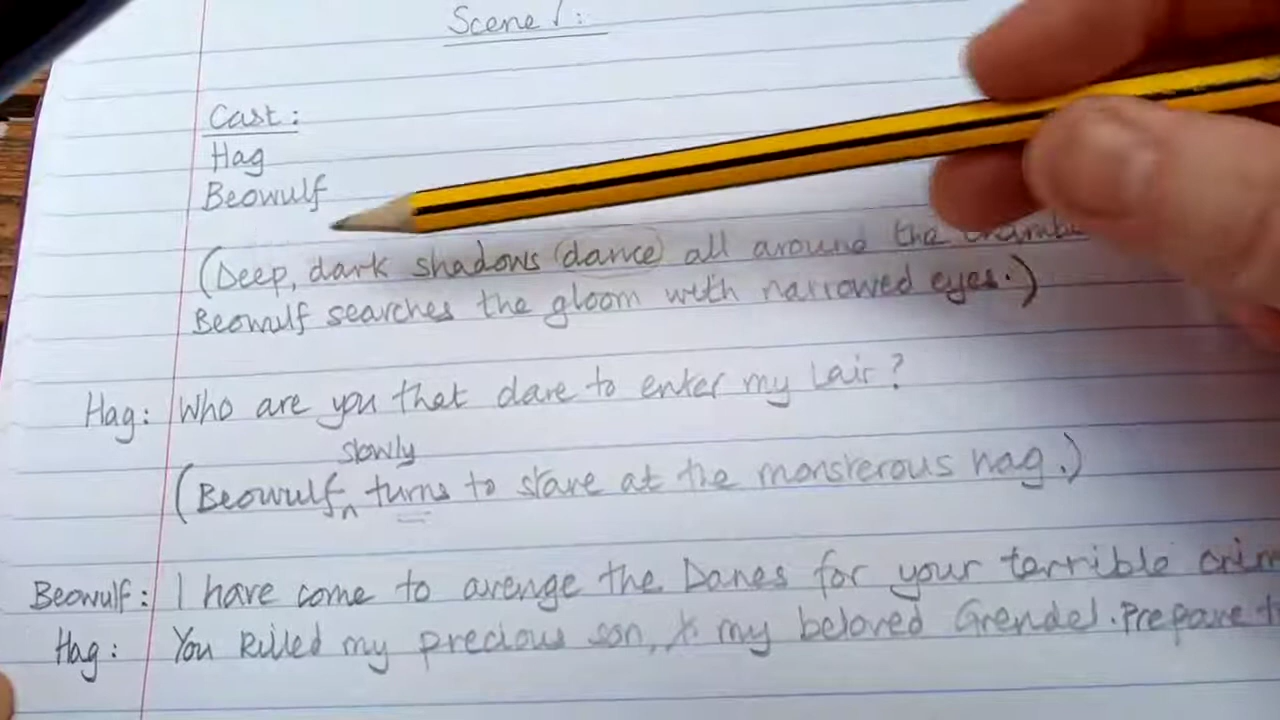 Scene 1:
Cast:
Hag
Beowulf
(Deep, dark shadows (dance) all around the
Beowulf searches the gloom with narrowed eyes.)
Hag: Who are you that dare to enter my Lair?
slowly
(Beowulf^ turns to stare at the monsterous hag.)
Beowulf: I have come to avenge the Danes for your terrible
Hag: You killed my precious son, my beloved Grendel. Prepare